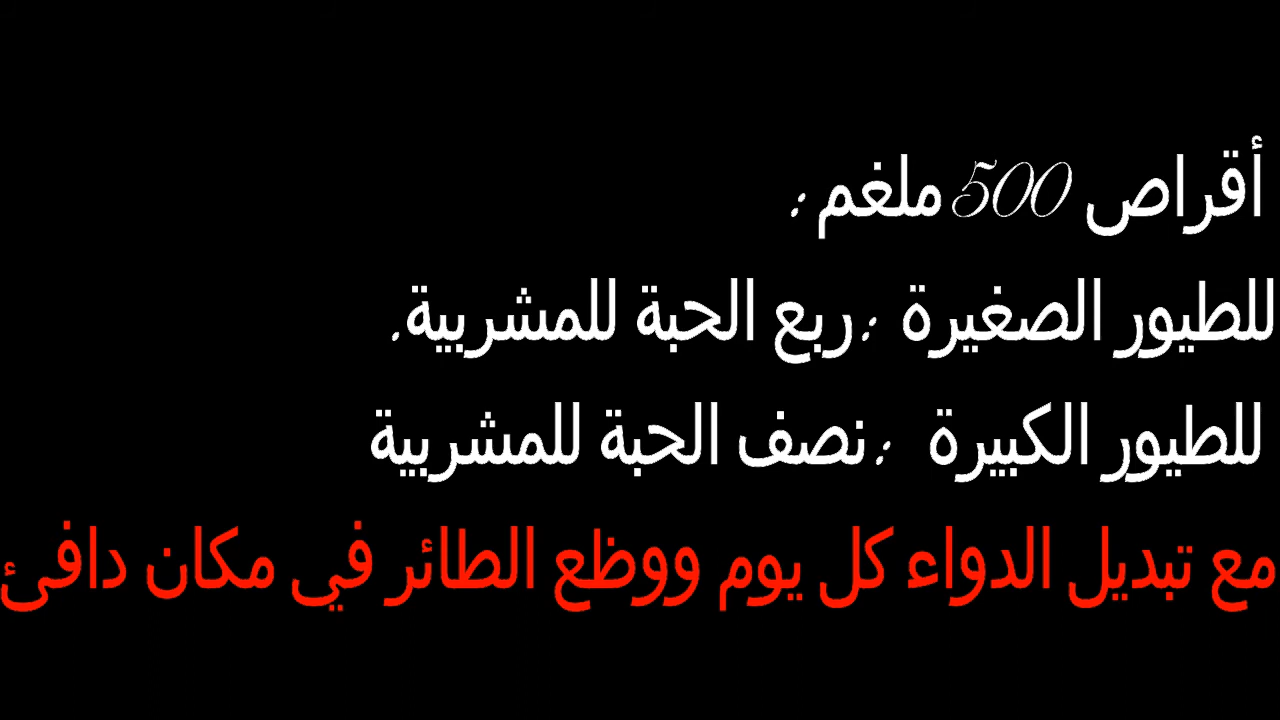 أقراص 500 ملغم :
للطيور الصغيرة :ربع الحبة للمشربية.
للطيور الكبيرة :نصف الحبة للمشربية
مع تبديل الدواء كل يوم ووظع الطائر في مكان دافئ